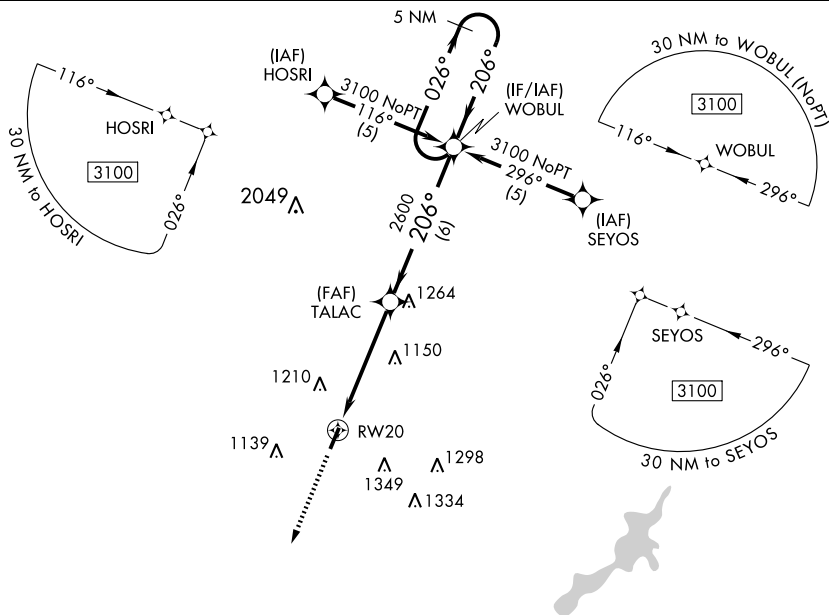 5 NM
026°
206°
(IAF)
HOSRI
3100 NoPT
116°
(5)
(IF/IAF)
WOBUL
3100 NoPT
296°
(5)
(IAF)
SEYOS
116°
HOSRI
3100
026°
30 NM to HOSRI
30 NM to WOBUL (NoPT)
3100
116°
WOBUL
296°
2049
2600
206°
(6)
(FAF)
TALAC
1264
1150
1210
RW20
1139
1298
1349
1334
SEYOS
296°
026°
3100
30 NM to SEYOS